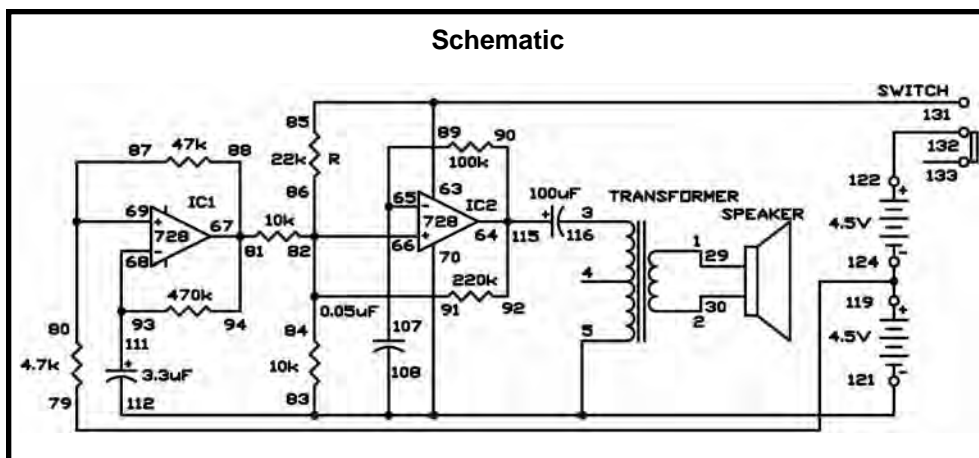 Schematic
SWITCH
131
132
133
85
22k R
86
89 90
100k
87 47k 88
69 + IC1
728 67
68 -
10k
81 82
65 - 63 IC2
728
66 + 64
70
100uF
+
115 116
TRANSFORMER
3
4
5
1
2
SPEAKER
29
30
122 +
4.5V
-
124
119
+
4.5V
121 -
470k
93 94
111
+
3.3uF
112
80
4.7k
79
220k
91 92
0.05uF
107
108
84
10k
83